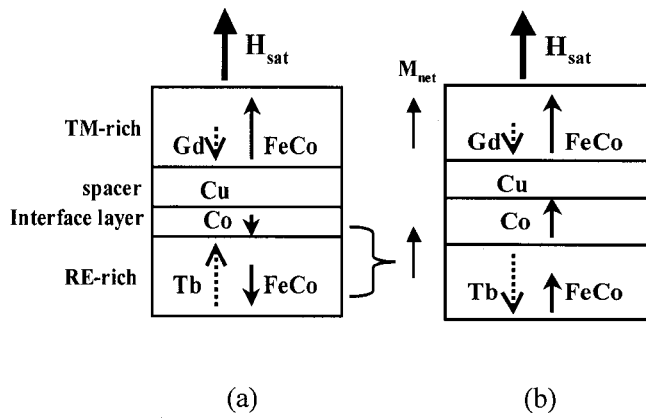 H_sat
H_sat
M_net
TM-rich
Gd FeCo
Gd FeCo
spacer
Cu
Cu
Interface layer
Co
Co
RE-rich
Tb FeCo
Tb FeCo
(a)
(b)